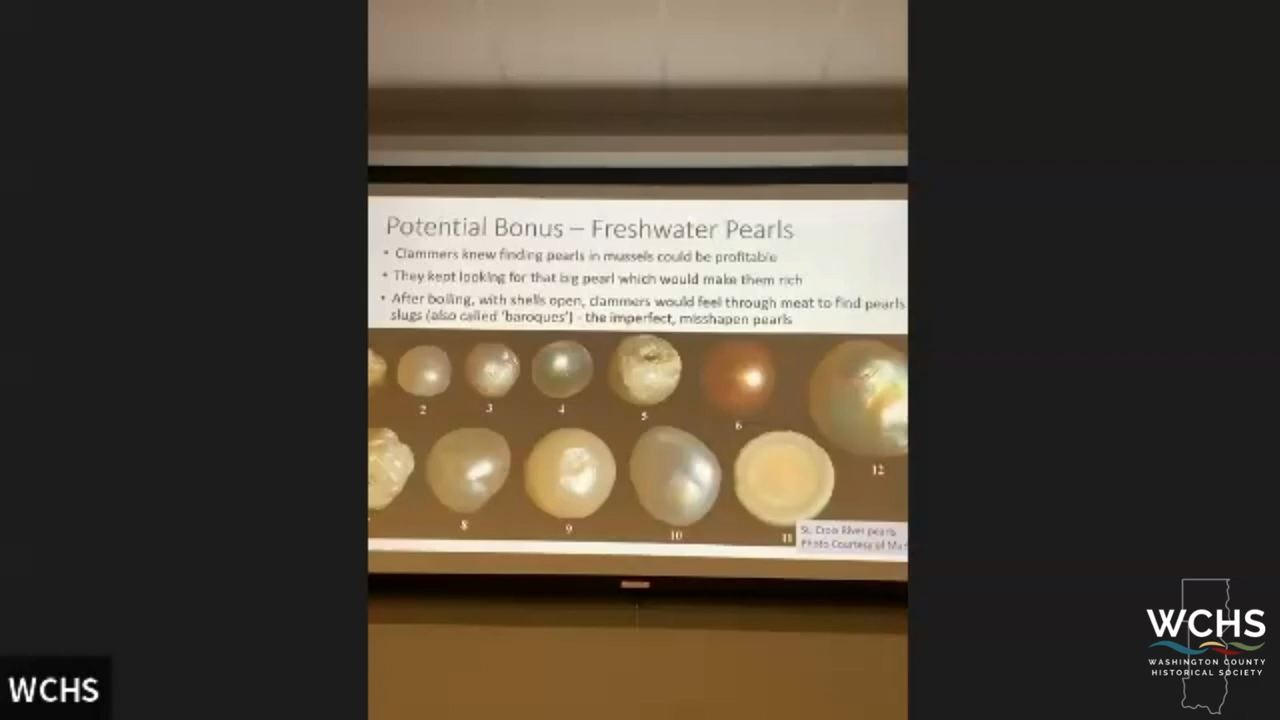 Potential Bonus – Freshwater Pearls
• Clammers knew finding pearls in mussels could be profitable
• They kept looking for that big pearl which would make them rich
• After boiling, with shells open, clammers would feel through meat to find pearls
slugs (also called 'baroques') - the imperfect, misshapen pearls
2
3
4
5
6
12
8
9
10
11
St. Croix River pearls
Photo Courtesy of
WCHS
WCHS
WASHINGTON COUNTY
HISTORICAL SOCIETY